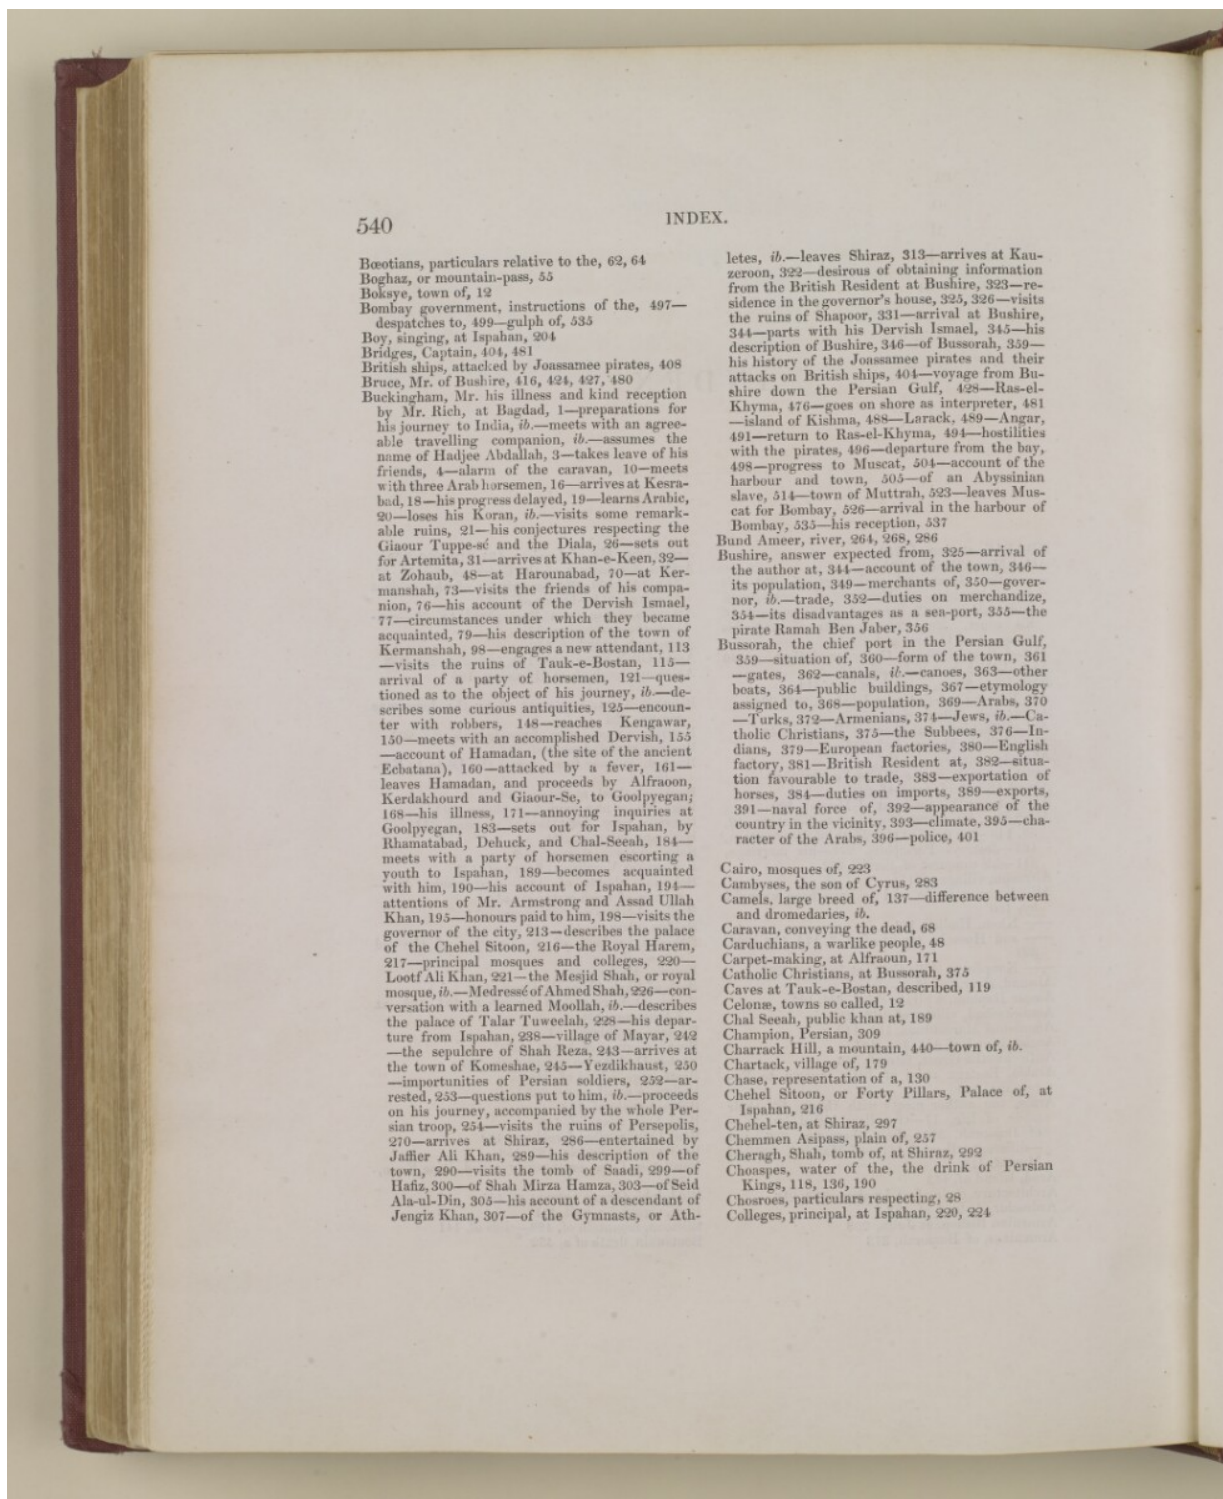 540
INDEX.
Bœotians, particulars relative to the, 62, 64
Boghaz, or mountain-pass, 55
Boksye, town of, 12
Bombay government, instructions of the, 497—
despatches to, 499—gulph of, 535
Boy, singing, at Ispahan, 204
Bridges, Captain, 404, 481
British ships, attacked by Joassamee pirates, 408
Bruce, Mr. of Bushire, 416, 424, 427, 480
Buckingham, Mr. his illness and kind reception
by Mr. Rich, at Bagdad, 1—preparations for
his journey to India, ib.—meets with an agree-
able travelling companion, ib.—assumes the
name of Hadjee Abdallah, 3—takes leave of his
friends, 4—alarm of the caravan, 10—meets
with three Arab horsemen, 16—arrives at Kesra-
bad, 18—his progress delayed, 19—learns Arabic,
20—loses his Koran, ib.—visits some remark-
able ruins, 21—his conjectures respecting the
Giaour Tuppe-sé and the Diala, 26—sets out
for Artemita, 31—arrives at Khan-e-Keen, 32—
at Zohaub, 48—at Harounabad, 70—at Ker-
manshah, 73—visits the friends of his compa-
nion, 76—his account of the Dervish Ismael,
77—circumstances under which they became
acquainted, 79—his description of the town of
Kermanshah, 98—engages a new attendant, 113
—visits the ruins of Tauk-e-Bostan, 115—
arrival of a party of horsemen, 121—ques-
tioned as to the object of his journey, ib.—de-
scribes some curious antiquities, 125—encoun-
ter with robbers, 148—reaches Kengawar,
150—meets with an accomplished Dervish, 155
—account of Hamadan, (the site of the ancient
Ecbatana), 160—attacked by a fever, 161—
leaves Hamadan, and proceeds by Alfraoon,
Kerdakhourd and Giaour-Se, to Goolpyegan;
168—his illness, 171—annoying inquiries at
Goolpyegan, 183—sets out for Ispahan, by
Rhamatabad, Dehuck, and Chal-Seeah, 184—
meets with a party of horsemen escorting a
youth to Ispahan, 189—becomes acquainted
with him, 190—his account of Ispahan, 194—
attentions of Mr. Armstrong and Assad Ullah
Khan, 195—honours paid to him, 198—visits the
governor of the city, 213—describes the palace
of the Chehel Sitoon, 216—the Royal Harem,
217—principal mosques and colleges, 220—
Lootf Ali Khan, 221—the Mesjid Shah, or royal
mosque, ib.—Medressé of Ahmed Shah, 226—con-
versation with a learned Moollah, ib.—describes
the palace of Talar Tuweelah, 228—his depar-
ture from Ispahan, 238—village of Mayar, 242
—the sepulchre of Shah Reza, 243—arrives at
the town of Komeshae, 245—Yezdikhaust, 250
—importunities of Persian soldiers, 252—ar-
rested, 253—questions put to him, ib.—proceeds
on his journey, accompanied by the whole Per-
sian troop, 254—visits the ruins of Persepolis,
270—arrives at Shiraz, 286—entertained by
Jaffier Ali Khan, 289—his description of the
town, 290—visits the tomb of Saadi, 299—of
Hafiz, 300—of Shah Mirza Hamza, 303—of Seid
Ala-ul-Din, 305—his account of a descendant of
Jengiz Khan, 307—of the Gymnasts, or Ath-
letes, ib.—leaves Shiraz, 313—arrives at Kau-
zeroon, 322—desirous of obtaining information
from the British Resident at Bushire, 323—re-
sidence in the governor's house, 325, 326—visits
the ruins of Shapoor, 331—arrival at Bushire,
344—parts with his Dervish Ismael, 345—his
description of Bushire, 346—of Bussorah, 359—
his history of the Joassamee pirates and their
attacks on British ships, 404—voyage from Bu-
shire down the Persian Gulf, 428—Ras-el-
Khyma, 476—goes on shore as interpreter, 481
—island of Kishma, 488—Larack, 489—Angar,
491—return to Ras-el-Khyma, 494—hostilities
with the pirates, 496—departure from the bay,
498—progress to Muscat, 504—account of the
harbour and town, 505—of an Abyssinian
slave, 514—town of Muttrah, 523—leaves Mus-
cat for Bombay, 526—arrival in the harbour of
Bombay, 535—his reception, 537
Bund Ameer, river, 264, 268, 286
Bushire, answer expected from, 325—arrival of
the author at, 344—account of the town, 346—
its population, 349—merchants of, 350—gover-
nor, ib.—trade, 352—duties on merchandize,
354—its disadvantages as a sea-port, 355—the
pirate Ramah Ben Jaber, 356
Bussorah, the chief port in the Persian Gulf,
359—situation of, 360—form of the town, 361
—gates, 362—canals, ib.—canoes, 363—other
boats, 364—public buildings, 367—etymology
assigned to, 368—population, 369—Arabs, 370
—Turks, 372—Armenians, 374—Jews, ib.—Ca-
tholic Christians, 375—the Subbees, 376—In-
dians, 379—European factories, 380—English
factory, 381—British Resident at, 382—situa-
tion favourable to trade, 383—exportation of
horses, 384—duties on imports, 389—exports,
391—naval force of, 392—appearance of the
country in the vicinity, 393—climate, 395—cha-
racter of the Arabs, 396—police, 401
Cairo, mosques of, 223
Cambyses, the son of Cyrus, 283
Camels, large breed of, 137—difference between
and dromedaries, ib.
Caravan, conveying the dead, 68
Carduchians, a warlike people, 48
Carpet-making, at Alfraoun, 171
Catholic Christians, at Bussorah, 375
Caves at Tauk-e-Bostan, described, 119
Celonæ, towns so called, 12
Chal Seeah, public khan at, 189
Champion, Persian, 309
Charrack Hill, a mountain, 440—town of, ib.
Chartack, village of, 179
Chase, representation of a, 130
Chehel Sitoon, or Forty Pillars, Palace of, at
Ispahan, 216
Chehel-ten, at Shiraz, 297
Chemmen Asipass, plain of, 257
Cheragh, Shah, tomb of, at Shiraz, 292
Choaspes, water of the, the drink of Persian
Kings, 118, 136, 190
Chosroes, particulars respecting, 28
Colleges, principal, at Ispahan, 220, 224